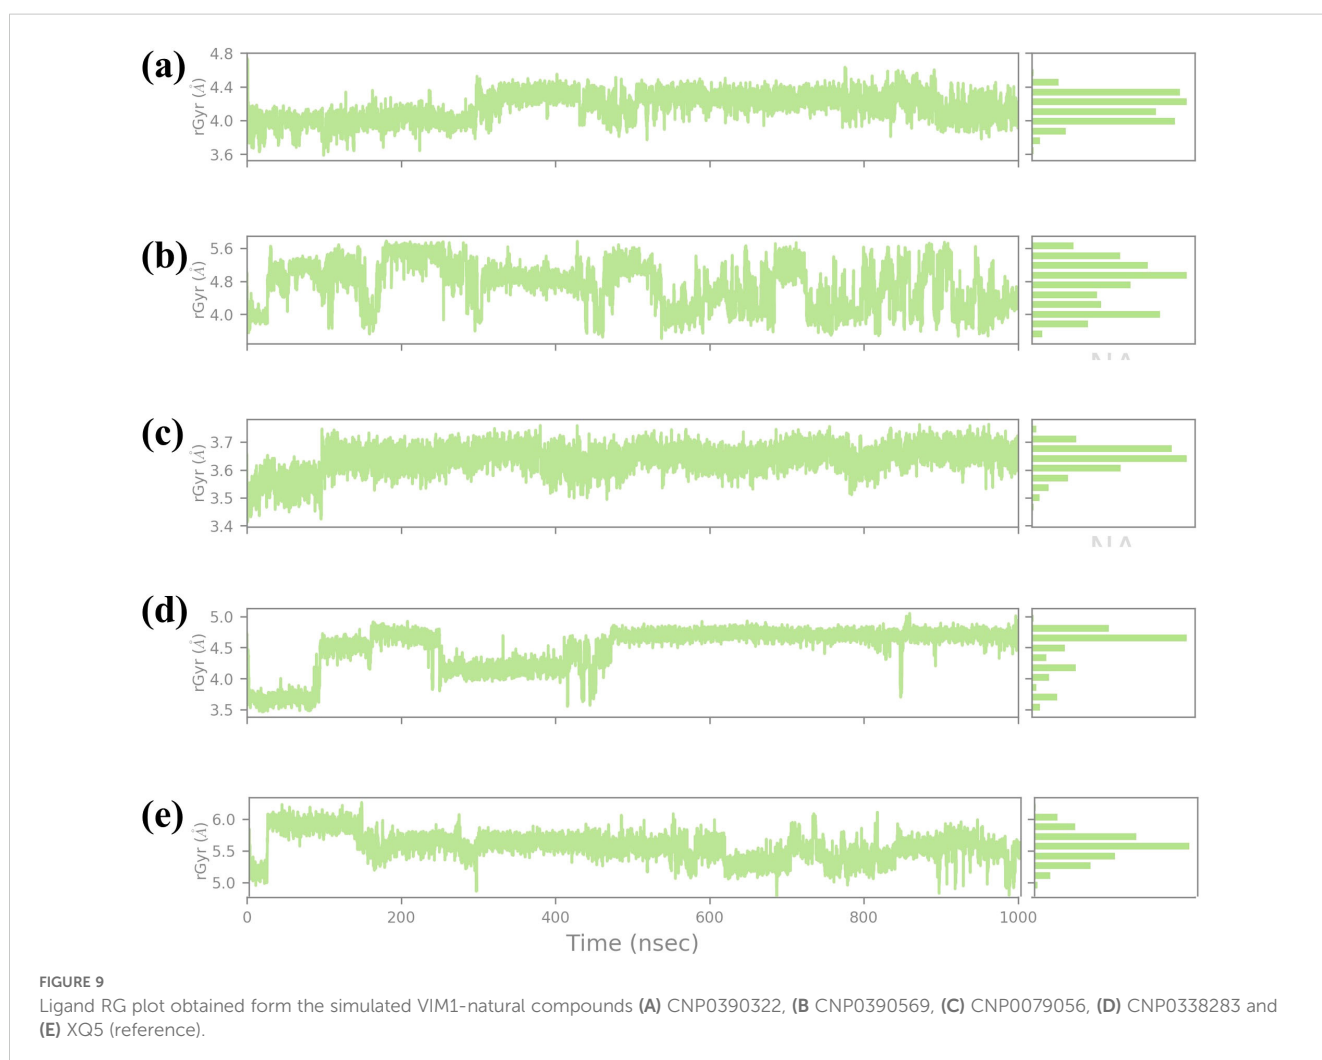 (a)
4.8
4.4
4.0
3.6
rGyr (Å)
(b)
5.6
4.8
4.0
rGyr (Å)
(c)
3.7
3.6
3.5
3.4
rGyr (Å)
(d)
5.0
4.5
4.0
3.5
rGyr (Å)
(e)
6.0
5.5
5.0
rGyr (Å)
0 200 400 600 800 1000
Time (nsec)
FIGURE 9
Ligand RG plot obtained form the simulated VIM1-natural compounds (A) CNP0390322, (B CNP0390569, (C) CNP0079056, (D) CNP0338283 and
(E) XQ5 (reference).